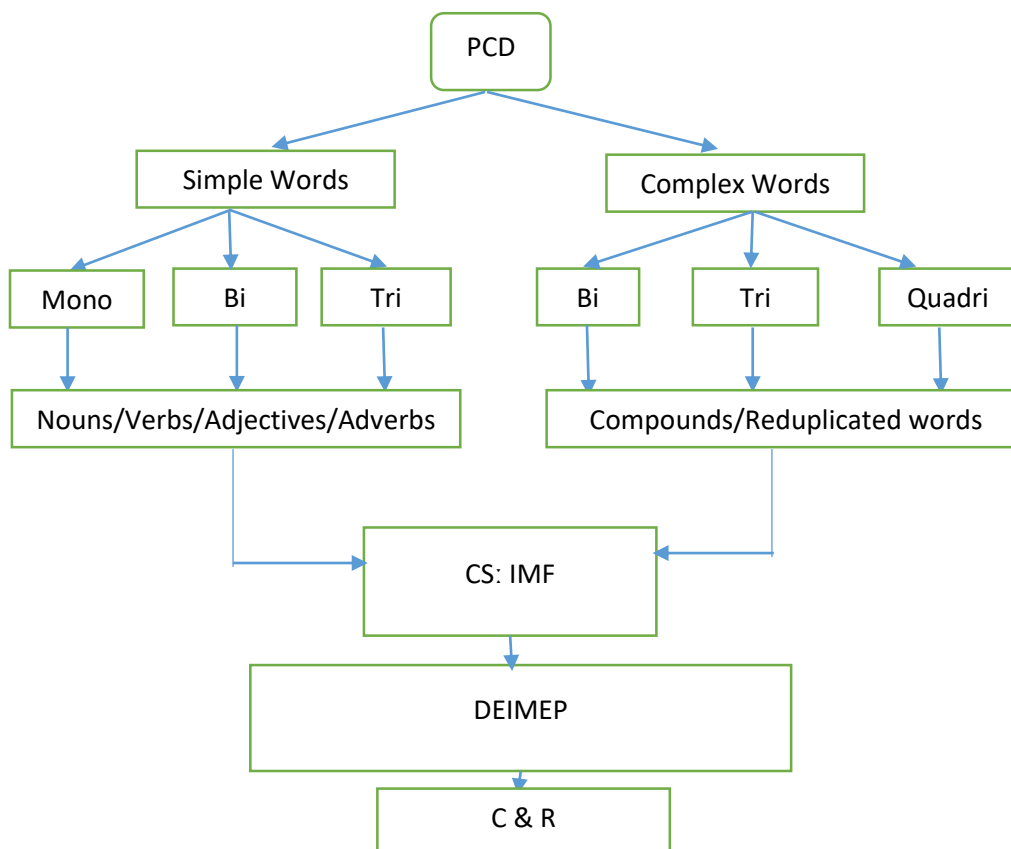 PCD
Simple Words
Complex Words
Mono
Bi
Tri
Bi
Tri
Quadri
Nouns/Verbs/Adjectives/Adverbs
Compounds/Reduplicated words
CS: IMF
DEIMEP
C & R